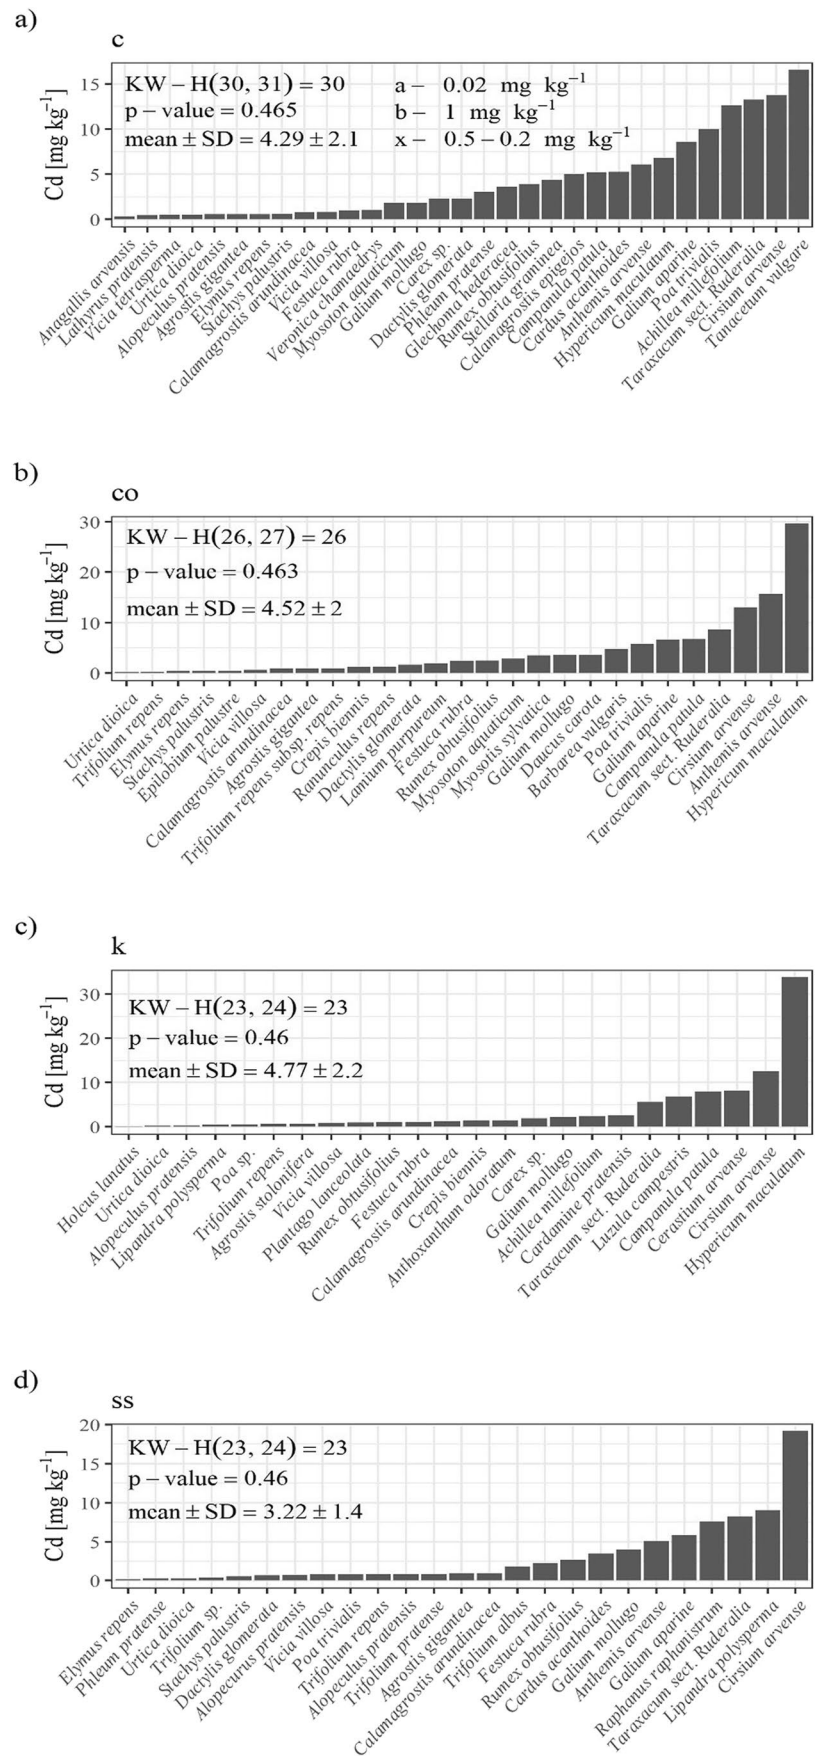 a)
c
Cd [mg kg⁻¹]
KW – H(30, 31) = 30
p – value = 0.465
mean ± SD = 4.29 ± 2.1
a – 0.02 mg kg⁻¹
b – 1 mg kg⁻¹
x – 0.5 – 0.2 mg kg⁻¹
15
10
5
0
Anagallis arvensis
Lathyrus pratensis
Vicia tetrasperma
Urtica dioica
Alopeculus pratensis
Agrostis gigantea
Elymus repens
Stachys palustris
Calamagrostis arundinacea
Vicia villosa
Festuca rubra
Veronica chamaedrys
Myosoton aquaticum
Galium mollugo
Carex sp.
Dactylis glomerata
Phleum pratense
Glechoma hederacea
Rumex obtusifolius
Stellaria graminea
Calamagrostis epigejos
Campanula patula
Cardus acanthoides
Anthemis arvense
Hypericum maculatum
Galium aparine
Poa trivialis
Achillea millefolium
Taraxacum sect. Ruderalia
Cirsium arvense
Tanacetum vulgare
b)
co
Cd [mg kg⁻¹]
KW – H(26, 27) = 26
p – value = 0.463
mean ± SD = 4.52 ± 2
30
20
10
0
Urtica dioica
Trifolium repens
Elymus repens
Stachys palustris
Epilobium palustre
Vicia villosa
Calamagrostis arundinacea
Agrostis gigantea
Trifolium repens subsp. repens
Crepis biennis
Ranunculus repens
Dactylis glomerata
Lamium purpureum
Festuca rubra
Rumex obtusifolius
Myosoton aquaticum
Myosotis sylvatica
Galium mollugo
Daucus carota
Barbarea vulgaris
Poa trivialis
Galium aparine
Campanula patula
Taraxacum sect. Ruderalia
Cirsium arvense
Anthemis arvense
Hypericum maculatum
c)
k
Cd [mg kg⁻¹]
KW – H(23, 24) = 23
p – value = 0.46
mean ± SD = 4.77 ± 2.2
30
20
10
0
Holcus lanatus
Urtica dioica
Alopeculus pratensis
Lipandra polysperma
Poa sp.
Trifolium repens
Agrostis stolonifera
Vicia villosa
Plantago lanceolata
Rumex obtusifolius
Festuca rubra
Calamagrostis arundinacea
Crepis biennis
Anthoxanthum odoratum
Carex sp.
Galium mollugo
Achillea millefolium
Cardamine pratensis
Taraxacum sect. Ruderalia
Luzula campestris
Campanula patula
Cerastium arvense
Cirsium arvense
Hypericum maculatum
d)
ss
Cd [mg kg⁻¹]
KW – H(23, 24) = 23
p – value = 0.46
mean ± SD = 3.22 ± 1.4
20
15
10
5
0
Elymus repens
Phleum pratense
Urtica dioica
Trifolium sp.
Stachys palustris
Dactylis glomerata
Alopecurus pratensis
Vicia villosa
Poa trivialis
Trifolium repens
Alopeculus pratensis
Trifolium pratense
Agrostis gigantea
Calamagrostis arundinacea
Trifolium albus
Festuca rubra
Rumex obtusifolius
Cardus acanthoides
Galium mollugo
Anthemis arvense
Galium aparine
Raphanus raphanistrum
Taraxacum sect. Ruderalia
Lipandra polysperma
Cirsium arvense